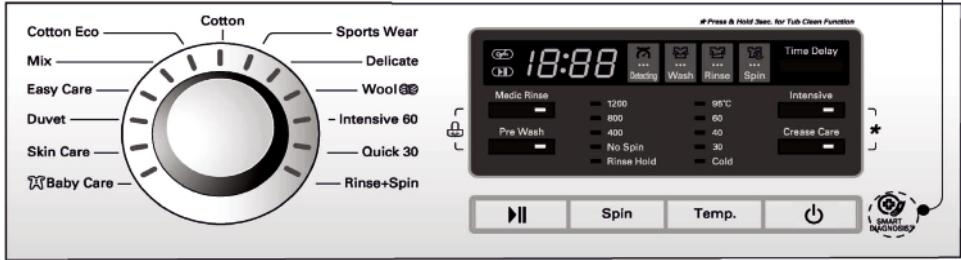 * Press & Hold 3sec. for Tub Clean Function
Cotton
Cotton Eco
Sports Wear
Mix
Delicate
Easy Care
Wool
Duvet
Intensive 60
Skin Care
Quick 30
Baby Care
Rinse+Spin
18:88
Detecting
Wash
Rinse
Spin
Time Delay
Medic Rinse
Pre Wash
1200
800
400
No Spin
Rinse Hold
95°C
60
40
30
Cold
Intensive
Crease Care
*
Spin
Temp.
SMART
DIAGNOSIS